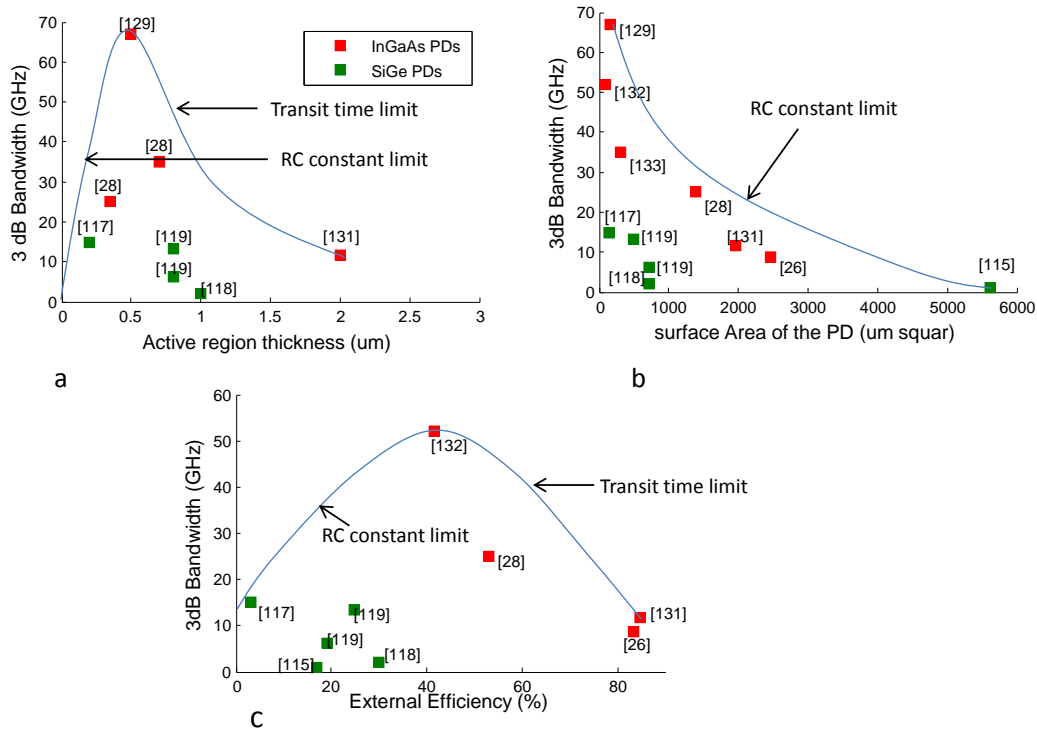 3 dB Bandwidth (GHz)
70
60
50
40
30
20
10
0
[129]
[28]
[28]
[117]
[119]
[119]
[118]
[131]
InGaAs PDs
SiGe PDs
Transit time limit
RC constant limit
0 0.5 1 1.5 2 2.5 3
Active region thickness (um)
a
3dB Bandwidth (GHz)
70
60
50
40
30
20
10
0
[129]
[132]
[133]
[28]
[117]
[119]
[131]
[118]
[119]
[26]
[115]
RC constant limit
0 1000 2000 3000 4000 5000 6000
surface Area of the PD (um squar)
b
3dB Bandwidth (GHz)
60
50
40
30
20
10
0
[132]
Transit time limit
RC constant limit
[28]
[117]
[119]
[131]
[119]
[26]
[115]
[118]
0 20 40 60 80
External Efficiency (%)
c